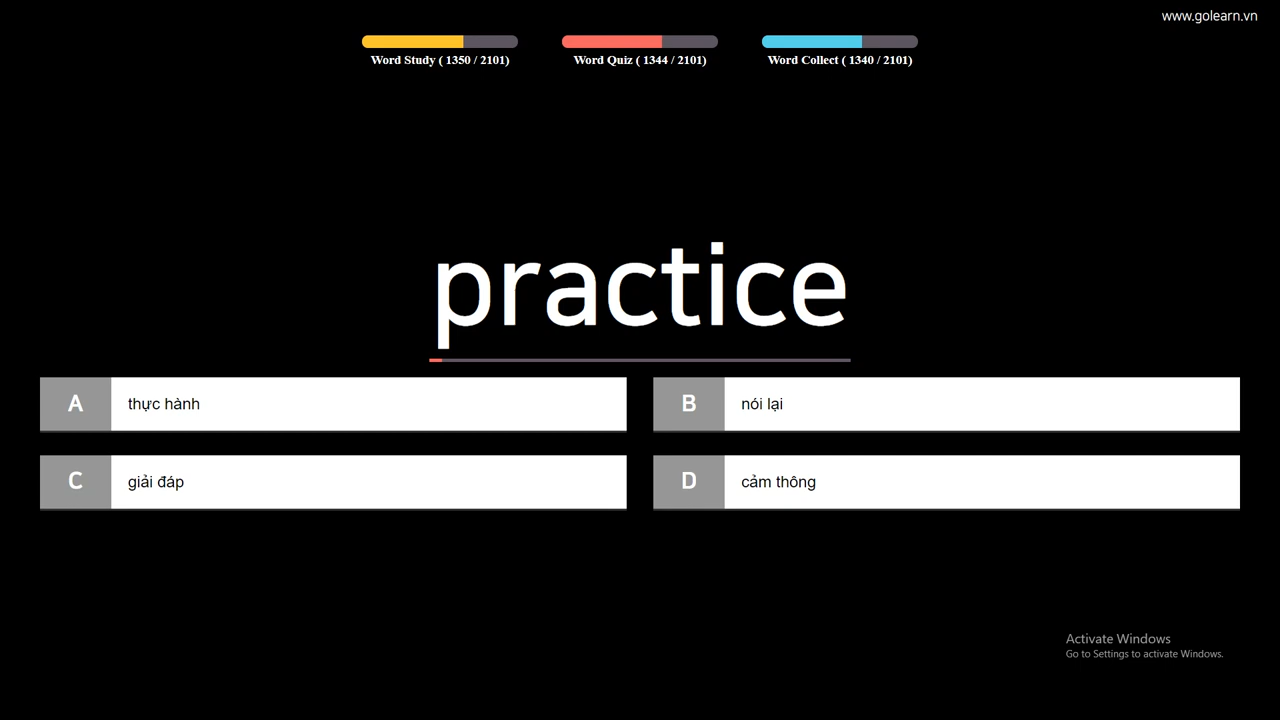 www.golearn.vn
Word Study ( 1350 / 2101)
Word Quiz ( 1344 / 2101)
Word Collect ( 1340 / 2101)
practice
A thực hành
B nói lại
C giải đáp
D cảm thông
Activate Windows
Go to Settings to activate Windows.